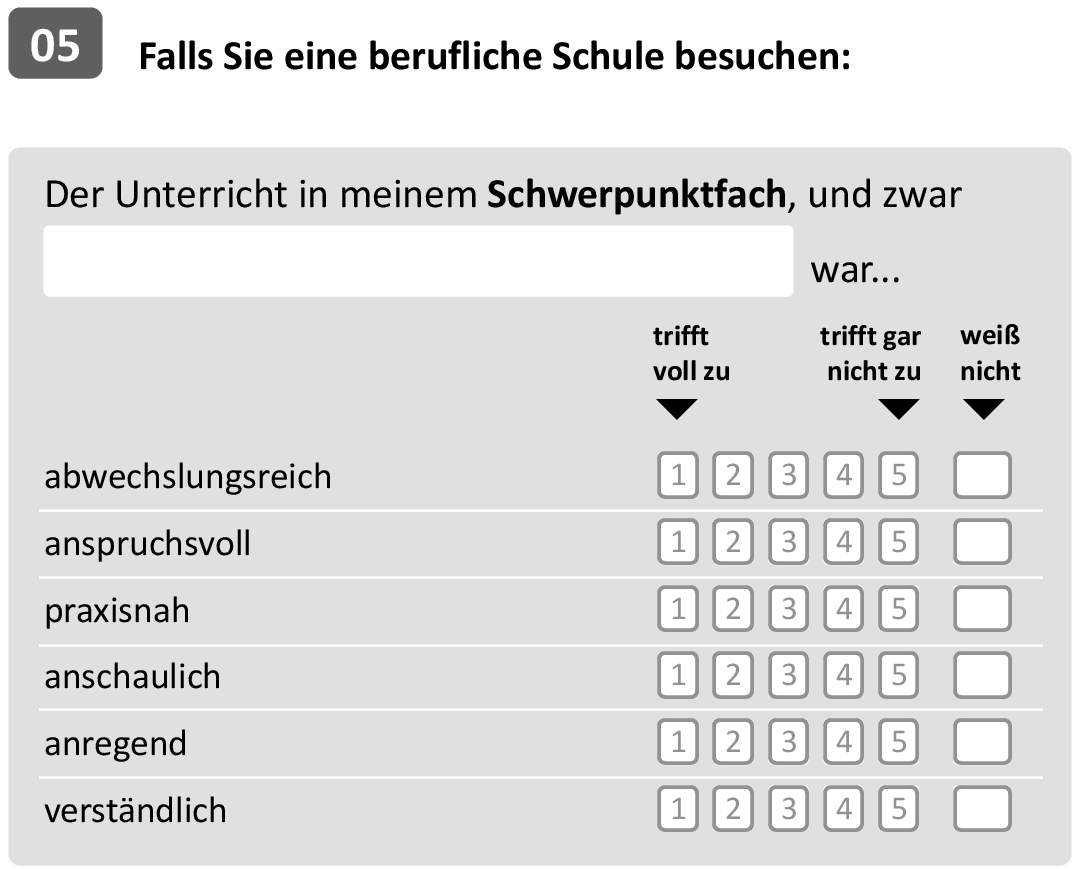 05 Falls Sie eine berufliche Schule besuchen:
Der Unterricht in meinem Schwerpunktfach, und zwar
war...
trifft trifft gar weiß
voll zu nicht zu nicht
abwechslungsreich 1 2 3 4 5
anspruchsvoll 1 2 3 4 5
praxisnah 1 2 3 4 5
anschaulich 1 2 3 4 5
anregend 1 2 3 4 5
verständlich 1 2 3 4 5